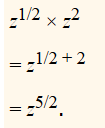 z^{1/2} × z^2
= z^{1/2 + 2}
= z^{5/2}.